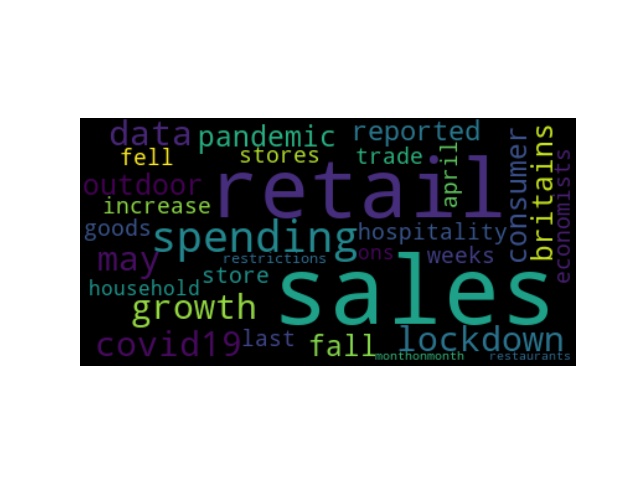 data pandemic reported
fell stores trade
outdoor retail april consumer britains economists
increase
goods spending hospitality
may restrictions ons weeks
household store
growth sales
covid19 last fall lockdown
monthonmonth restaurants